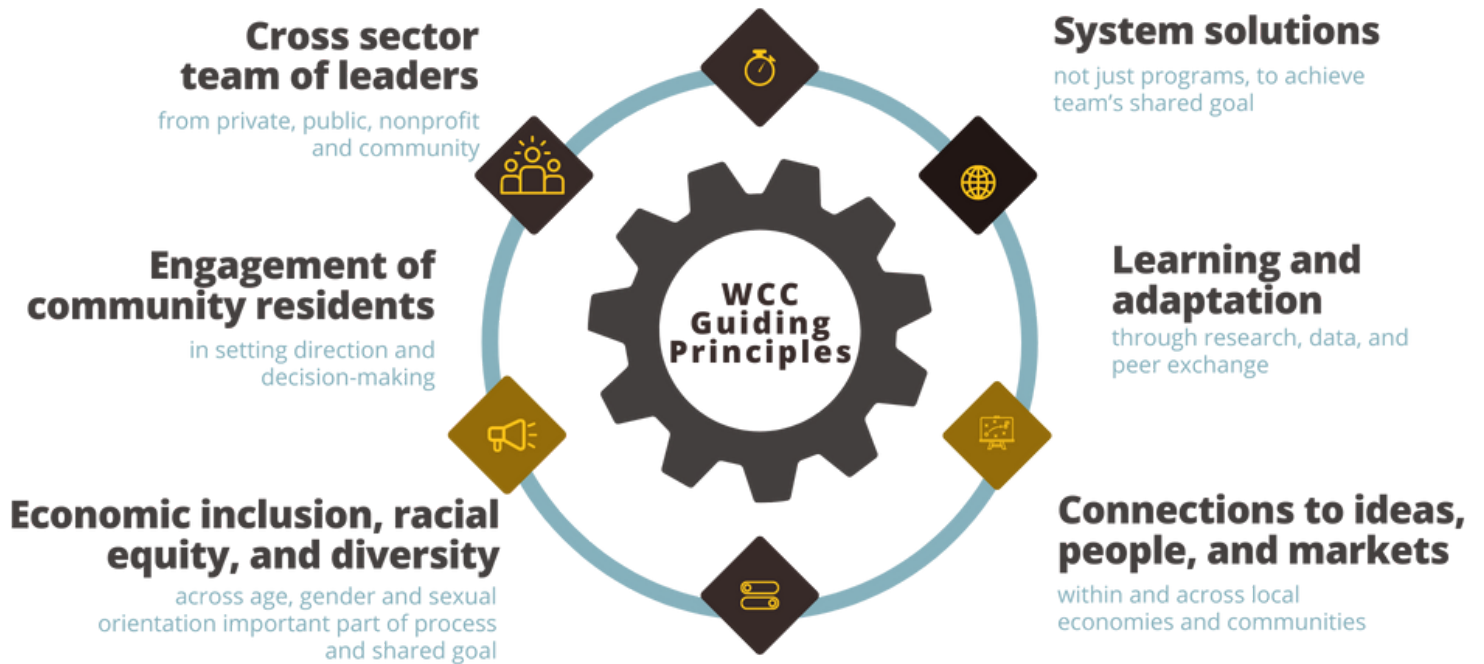 Cross sector
team of leaders
from private, public, nonprofit
and community
Engagement of
community residents
in setting direction and
decision-making
Economic inclusion, racial
equity, and diversity
across age, gender and sexual
orientation important part of process
and shared goal
WCC
Guiding
Principles
System solutions
not just programs, to achieve
team's shared goal
Learning and
adaptation
through research, data, and
peer exchange
Connections to ideas,
people, and markets
within and across local
economies and communities